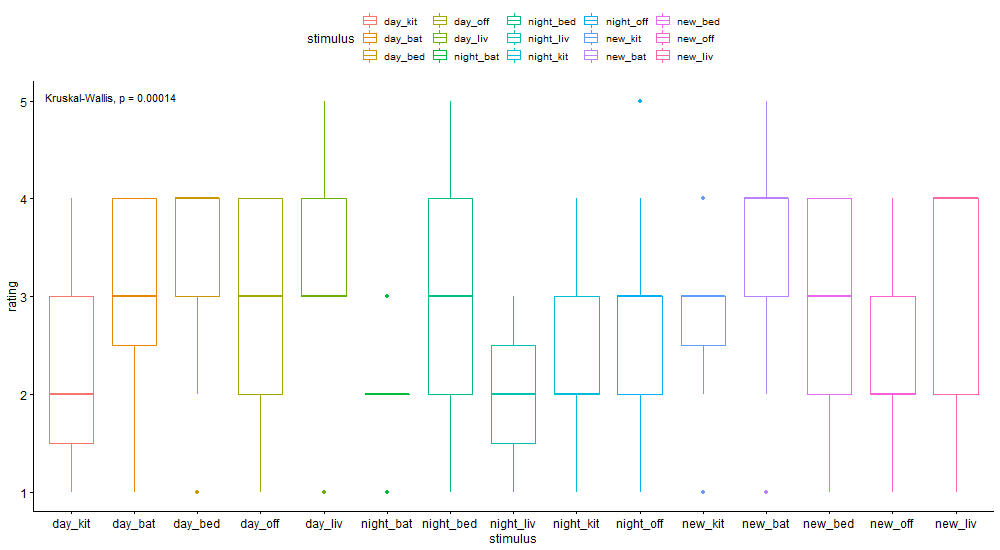 stimulus
day_kit day_off night_bed night_off new_bed
day_bat day_liv night_liv new_kit new_off
day_bed night_bat night_kit new_bat new_liv
Kruskal-Wallis, p = 0.00014
5
4
3
2
1
rating
day_kit day_bat day_bed day_off day_liv night_bat night_bed night_liv night_kit night_off new_kit new_bat new_bed new_off new_liv
stimulus